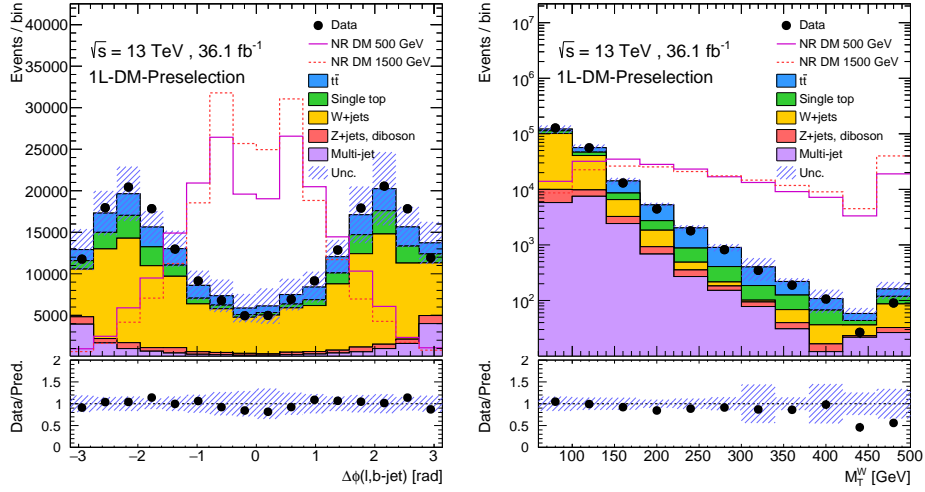 Events / bin
42000
40000
35000
30000
25000
20000
15000
10000
5000
√s = 13 TeV , 36.1 fb⁻¹
1L-DM-Preselection
Data
NR DM 500 GeV
NR DM 1500 GeV
tt̄
Single top
W+jets
Z+jets, diboson
Multi-jet
Unc.
Data/Pred.
2
1.5
1
0.5
0
−3 −2 −1 0 1 2 3
Δφ(l,b-jet) [rad]
Events / bin
10⁷
10⁶
10⁵
10⁴
10³
10²
√s = 13 TeV , 36.1 fb⁻¹
1L-DM-Preselection
Data
NR DM 500 GeV
NR DM 1500 GeV
tt̄
Single top
W+jets
Z+jets, diboson
Multi-jet
Unc.
Data/Pred.
2
1.5
1
0.5
0
100 150 200 250 300 350 400 450 500
M_T^W [GeV]